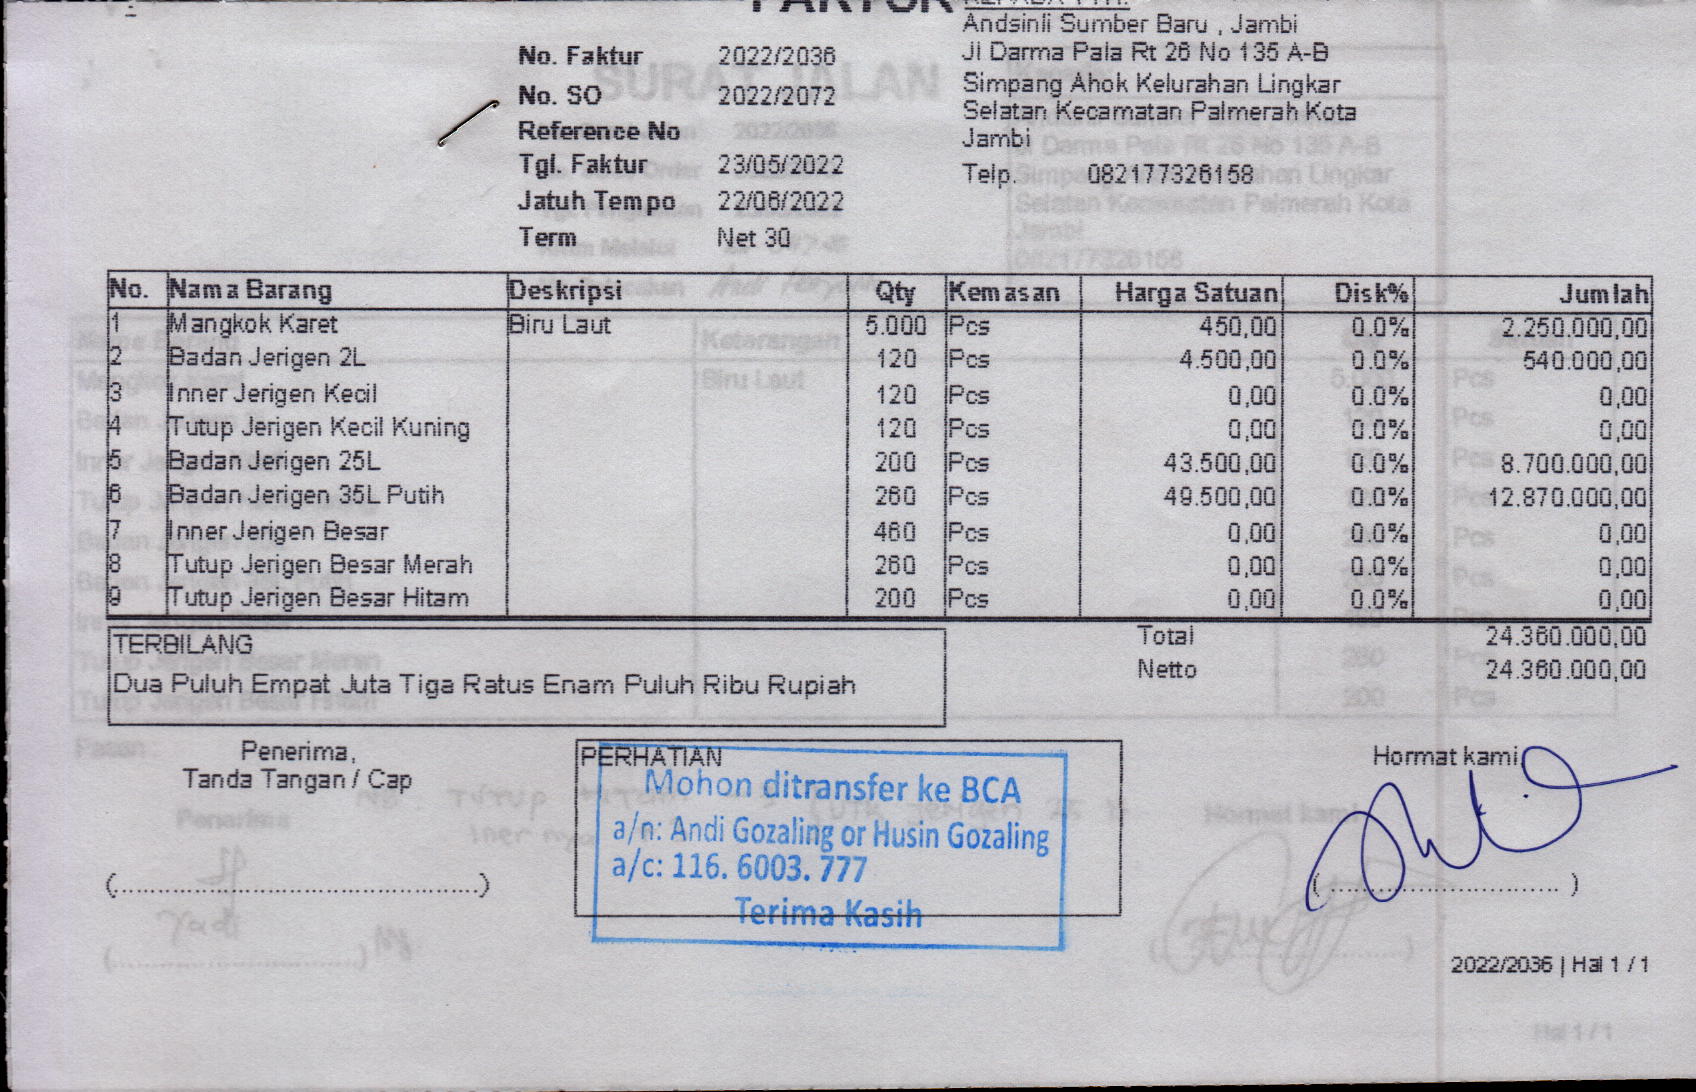 FAKTUR
KEPADA YTH.
Andsinli Sumber Baru , Jambi
Jl Darma Pala Rt 26 No 135 A-B
Simpang Ahok Kelurahan Lingkar
Selatan Kecamatan Palmerah Kota
Jambi
Telp. 082177326158
No. Faktur 2022/2036
No. SO 2022/2072
Reference No
Tgl. Faktur 23/05/2022
Jatuh Tempo 22/06/2022
Term Net 30
No. Nama Barang Deskripsi Qty Kemasan Harga Satuan Disk% Jumlah
1 Mangkok Karet Biru Laut 5.000 Pcs 450,00 0.0% 2.250.000,00
2 Badan Jerigen 2L 120 Pcs 4.500,00 0.0% 540.000,00
3 Inner Jerigen Kecil 120 Pcs 0,00 0.0% 0,00
4 Tutup Jerigen Kecil Kuning 120 Pcs 0,00 0.0% 0,00
5 Badan Jerigen 25L 200 Pcs 43.500,00 0.0% 8.700.000,00
6 Badan Jerigen 35L Putih 260 Pcs 49.500,00 0.0% 12.870.000,00
7 Inner Jerigen Besar 460 Pcs 0,00 0.0% 0,00
8 Tutup Jerigen Besar Merah 260 Pcs 0,00 0.0% 0,00
9 Tutup Jerigen Besar Hitam 200 Pcs 0,00 0.0% 0,00
Total 24.360.000,00
Netto 24.360.000,00
TERBILANG
Dua Puluh Empat Juta Tiga Ratus Enam Puluh Ribu Rupiah
Penerima,
Tanda Tangan / Cap
(.....................................................)
PERHATIAN
Mohon ditransfer ke BCA
a/n: Andi Gozaling or Husin Gozaling
a/c: 116. 6003. 777
Terima Kasih
Hormat kami
( ................................. )
2022/2036 | Hal 1 / 1